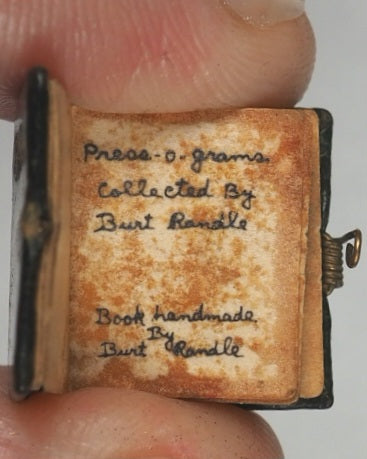 Press-o-grams
Collected By
Burt Randle
Book handmade
By
Burt Randle